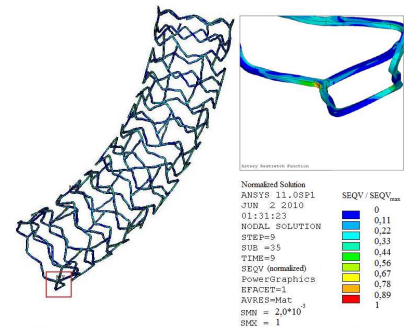 Artery Restretch Function
Normalized Solution
ANSYS 11.0SP1
JUN 2 2010
01:31:23
NODAL SOLUTION
STEP=9
SUB =35
TIME=9
SEQV (normalized)
PowerGraphics
EFACET=1
AVRES=Mat
SMN = 2,0*10⁻³
SMX = 1
SEQV / SEQVmax
0
0,11
0,22
0,33
0,44
0,56
0,67
0,78
0,89
1